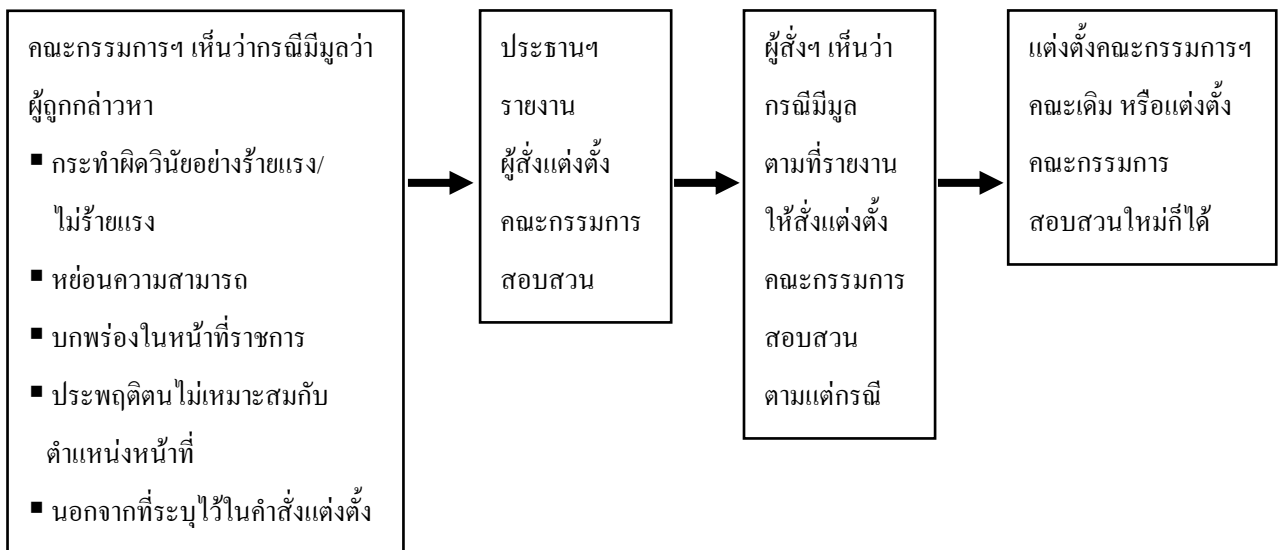 คณะกรรมการฯ เห็นว่ากรณีมีมูลว่า
ผู้ถูกกล่าวหา
▪ กระทำผิดวินัยอย่างร้ายแรง/
ไม่ร้ายแรง
▪ หย่อนความสามารถ
▪ บกพร่องในหน้าที่ราชการ
▪ ประพฤติตนไม่เหมาะสมกับ
ตำแหน่งหน้าที่
▪ นอกจากที่ระบุไว้ในคำสั่งแต่งตั้ง
ประธานฯ
รายงาน
ผู้สั่งแต่งตั้ง
คณะกรรมการ
สอบสวน
ผู้สั่งฯ เห็นว่า
กรณีมีมูล
ตามที่รายงาน
ให้สั่งแต่งตั้ง
คณะกรรมการ
สอบสวน
ตามแต่กรณี
แต่งตั้งคณะกรรมการฯ
คณะเดิม หรือแต่งตั้ง
คณะกรรมการ
สอบสวนใหม่ก็ได้